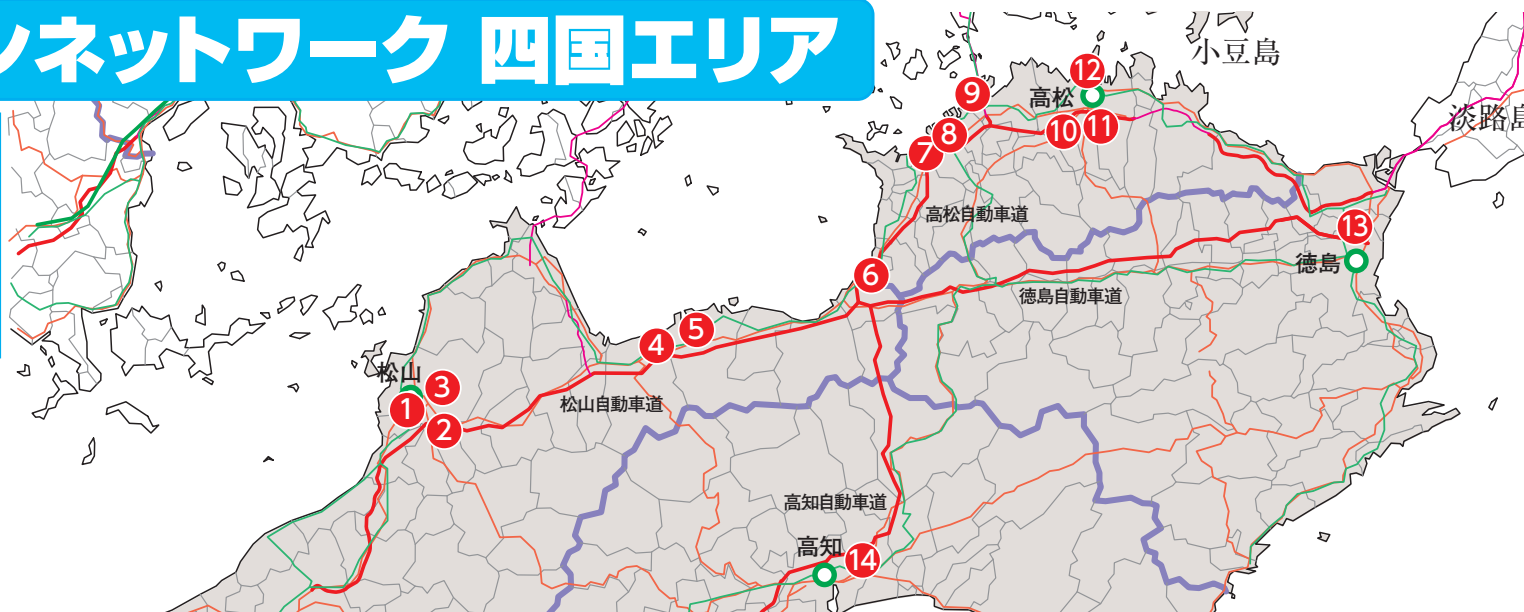 ンネットワーク 四国エリア
小豆島
淡路島
12
9
高松
8
10
11
7
高松自動車道
13
6
徳島
徳島自動車道
5
4
松山
3
1
松山自動車道
2
高知自動車道
高知
14